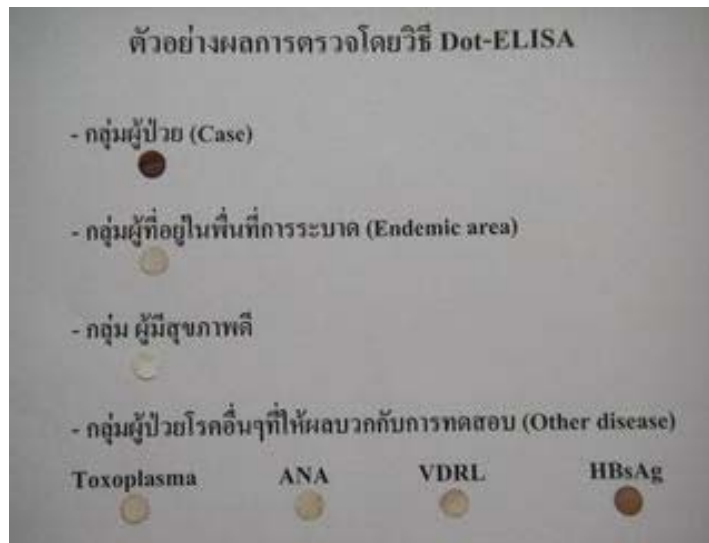 ตัวอย่างผลการตรวจโดยวิธี Dot-ELISA
- กลุ่มผู้ป่วย (Case)
- กลุ่มผู้ที่อยู่ในพื้นที่การระบาด (Endemic area)
- กลุ่ม ผู้มีสุขภาพดี
- กลุ่มผู้ป่วยโรคอื่นๆที่ให้ผลบวกกับการทดสอบ (Other disease)
Toxoplasma ANA VDRL HBsAg